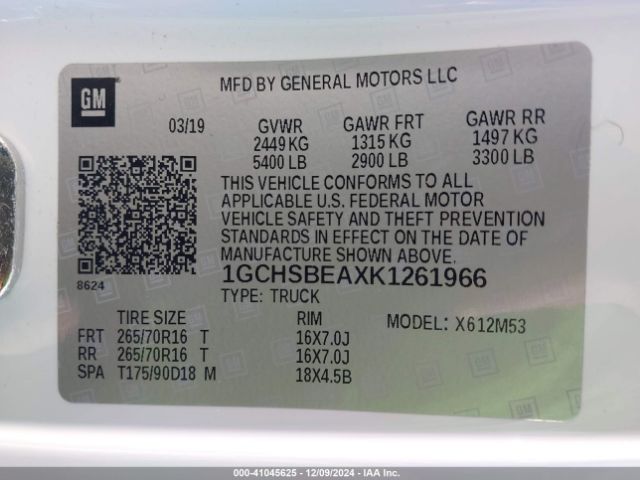 GM
MFD BY GENERAL MOTORS LLC
03/19 GVWR GAWR FRT GAWR RR
2449 KG 1315 KG 1497 KG
5400 LB 2900 LB 3300 LB
THIS VEHICLE CONFORMS TO ALL
APPLICABLE U.S. FEDERAL MOTOR
VEHICLE SAFETY AND THEFT PREVENTION
STANDARDS IN EFFECT ON THE DATE OF
MANUFACTURE SHOWN ABOVE.
8624 1GCHSBEAXK1261966
TYPE: TRUCK
TIRE SIZE RIM MODEL: X612M53
FRT 265/70R16 T 16X7.0J
RR 265/70R16 T 16X7.0J
SPA T175/90D18 M 18X4.5B
000-41045625 - 12/09/2024 - IAA Holdings, LLC.